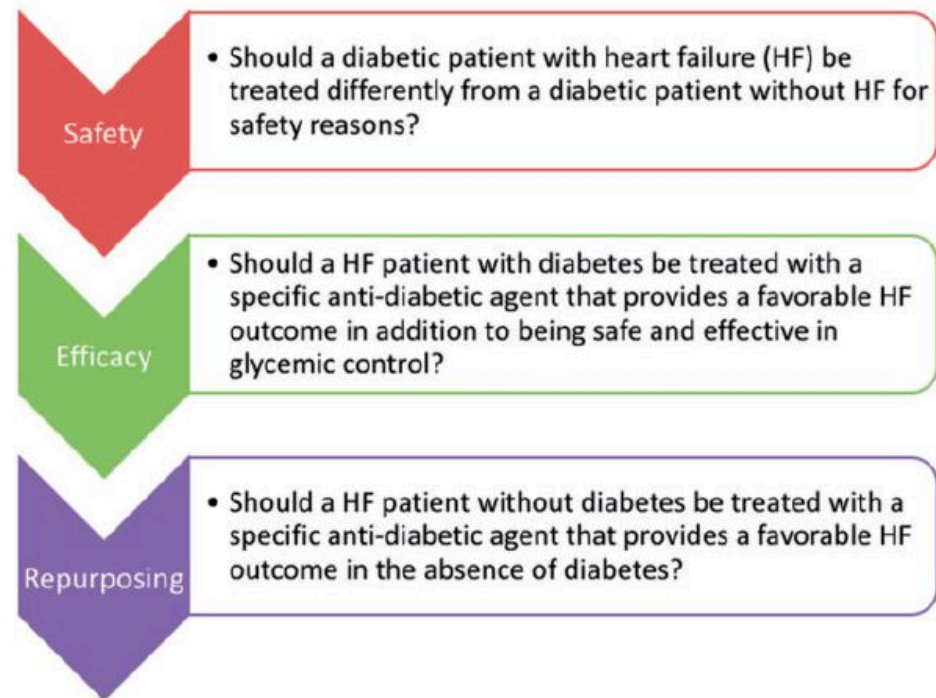 Safety
• Should a diabetic patient with heart failure (HF) be
treated differently from a diabetic patient without HF for
safety reasons?
Efficacy
• Should a HF patient with diabetes be treated with a
specific anti-diabetic agent that provides a favorable HF
outcome in addition to being safe and effective in
glycemic control?
Repurposing
• Should a HF patient without diabetes be treated with a
specific anti-diabetic agent that provides a favorable HF
outcome in the absence of diabetes?